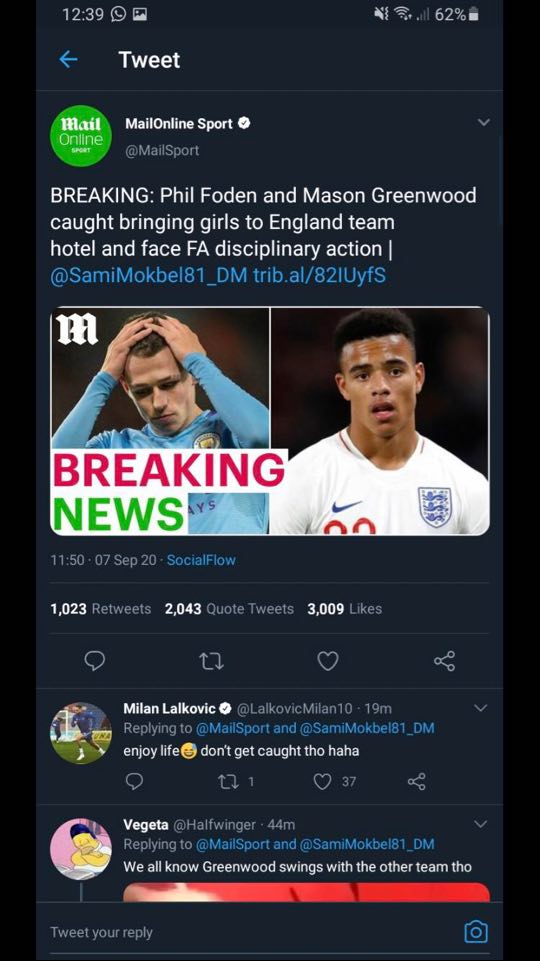 12:39 62%
Tweet
Mail
Online
SPORT
MailOnline Sport
@MailSport
BREAKING: Phil Foden and Mason Greenwood
caught bringing girls to England team
hotel and face FA disciplinary action |
@SamiMokbel81_DM trib.al/82IUyfS
M
BREAKING
NEWS
AYS
11:50 · 07 Sep 20 · SocialFlow
1,023 Retweets 2,043 Quote Tweets 3,009 Likes
Milan Lalkovic @LalkovicMilan10 · 19m
Replying to @MailSport and @SamiMokbel81_DM
enjoy life😅 don't get caught tho haha
1 37
Vegeta @Halfwinger · 44m
Replying to @MailSport and @SamiMokbel81_DM
We all know Greenwood swings with the other team tho
Tweet your reply